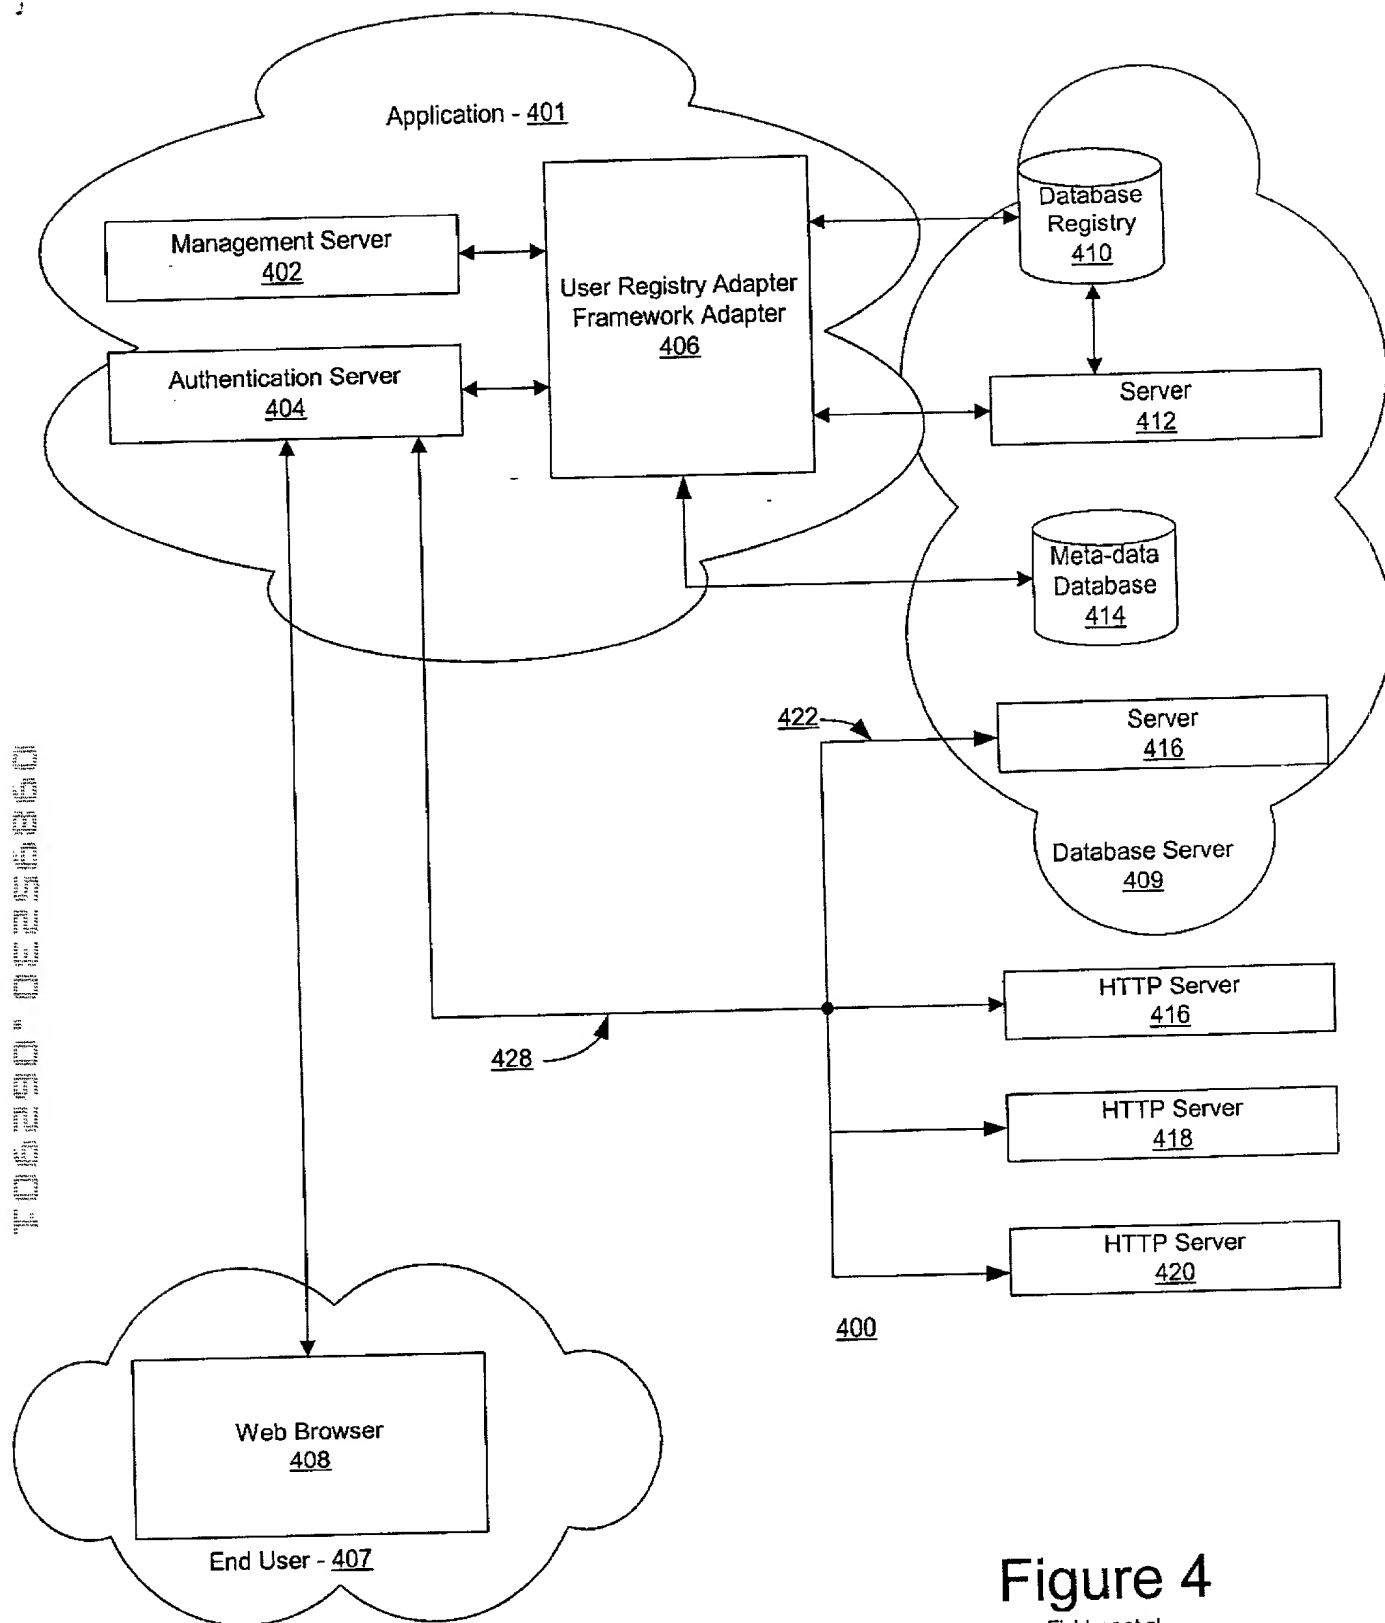 Application - 401
Management Server
402
Authentication Server
404
User Registry Adapter
Framework Adapter
406
Database
Registry
410
Server
412
Meta-data
Database
414
422
Server
416
Database Server
409
HTTP Server
416
428
HTTP Server
418
HTTP Server
420
400
Web Browser
408
End User - 407
Figure 4